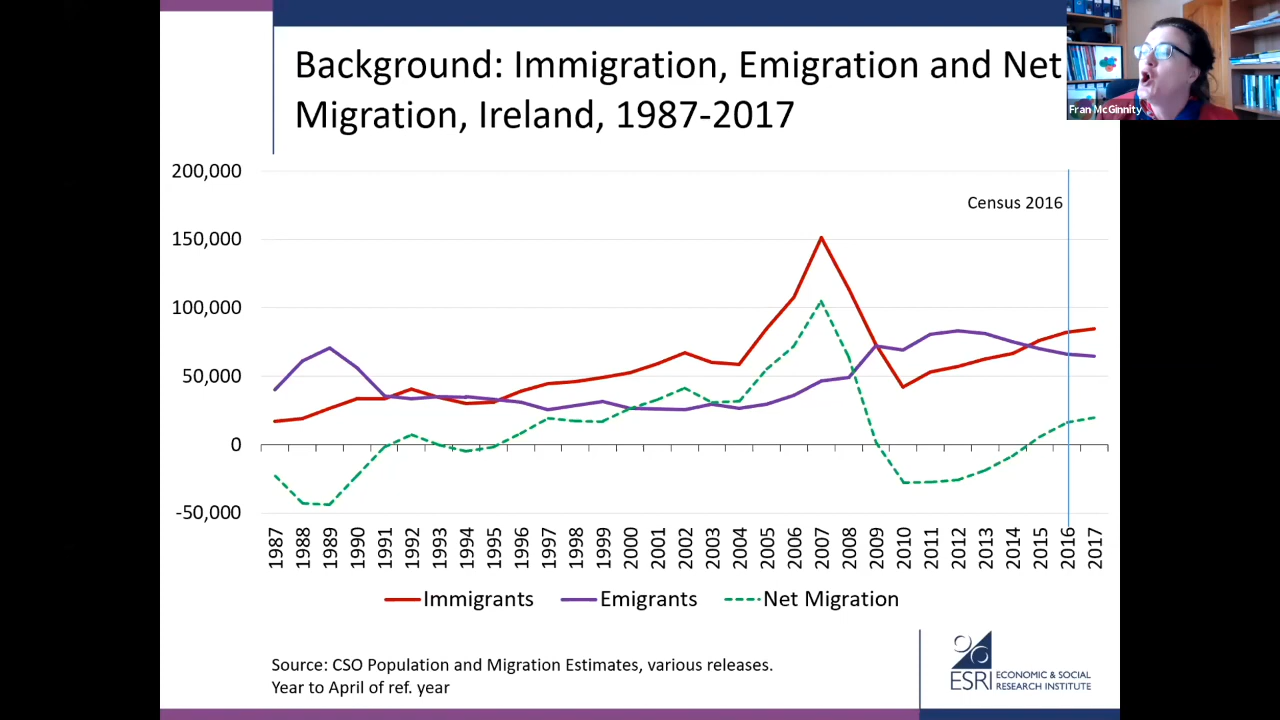 Background: Immigration, Emigration and Net
Migration, Ireland, 1987-2017
Fran McGinnity
200,000
150,000
100,000
50,000
0
-50,000
Census 2016
1987 1988 1989 1990 1991 1992 1993 1994 1995 1996 1997 1998 1999 2000 2001 2002 2003 2004 2005 2006 2007 2008 2009 2010 2011 2012 2013 2014 2015 2016 2017
Immigrants Emigrants Net Migration
Source: CSO Population and Migration Estimates, various releases.
Year to April of ref. year
ESRI
ECONOMIC & SOCIAL
RESEARCH INSTITUTE